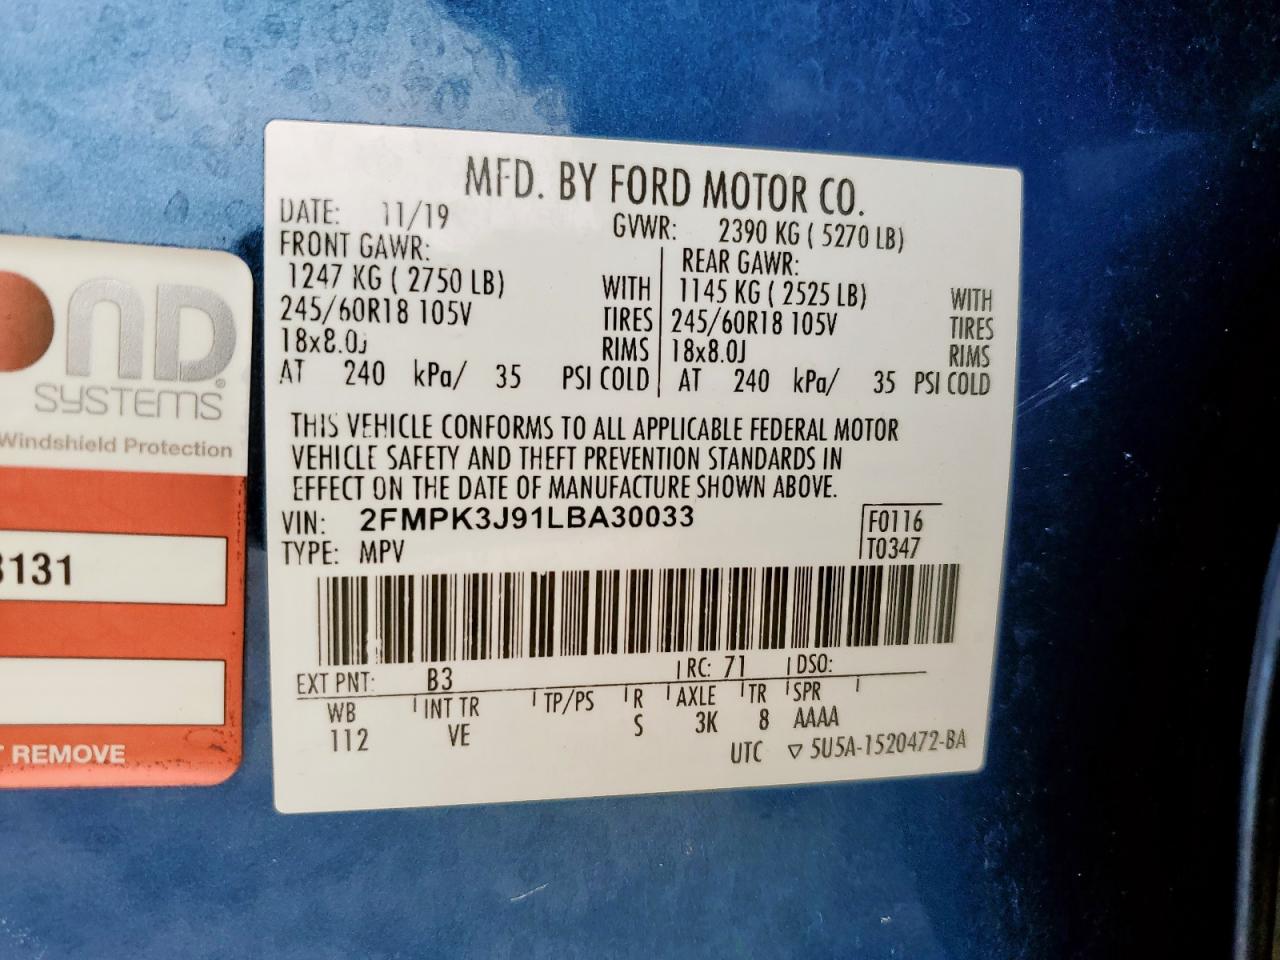 MFD. BY FORD MOTOR CO.
DATE: 11/19 GVWR: 2390 KG ( 5270 LB)
FRONT GAWR: REAR GAWR:
1247 KG ( 2750 LB) WITH 1145 KG ( 2525 LB) WITH
245/60R18 105V TIRES 245/60R18 105V TIRES
18x8.0J RIMS 18x8.0J RIMS
AT 240 kPa/ 35 PSI COLD AT 240 kPa/ 35 PSI COLD
THIS VEHICLE CONFORMS TO ALL APPLICABLE FEDERAL MOTOR
VEHICLE SAFETY AND THEFT PREVENTION STANDARDS IN
EFFECT ON THE DATE OF MANUFACTURE SHOWN ABOVE.
VIN: 2FMPK3J91LBA30033 F0116
TYPE: MPV T0347
EXT PNT: B3 RC: 71 DSO:
WB INT TR TP/PS R AXLE TR SPR
112 VE S 3K 8 AAAA
UTC ▽ 5U5A-1520472-BA
SYSTEMS®
Windshield Protection
131
REMOVE